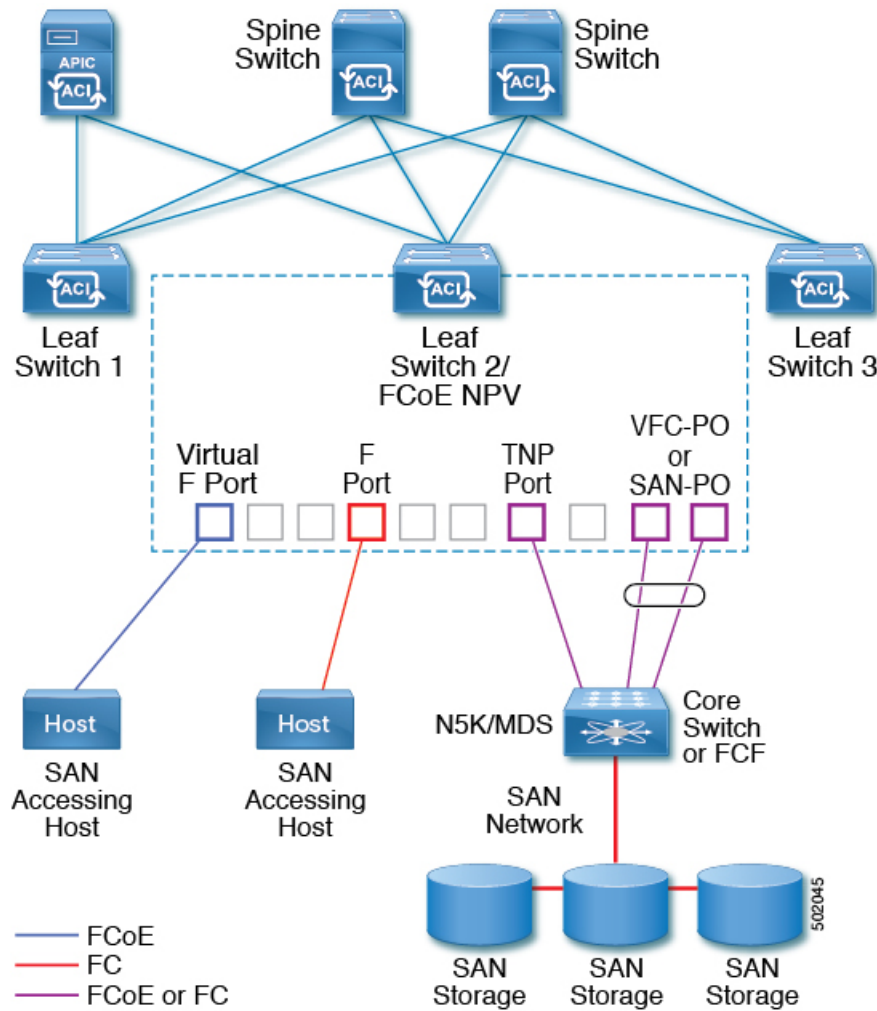 Spine
Switch
Spine
Switch
APIC
ACI
ACI
ACI
ACI
ACI
ACI
Leaf
Switch 1
Leaf
Switch 2/
FCoE NPV
Leaf
Switch 3
Virtual
F Port
F
Port
TNP
Port
VFC-PO
or
SAN-PO
Host
SAN
Accessing
Host
Host
SAN
Accessing
Host
N5K/MDS
Core
Switch
or FCF
SAN
Network
502045
FCoE
FC
FCoE or FC
SAN
Storage
SAN
Storage
SAN
Storage